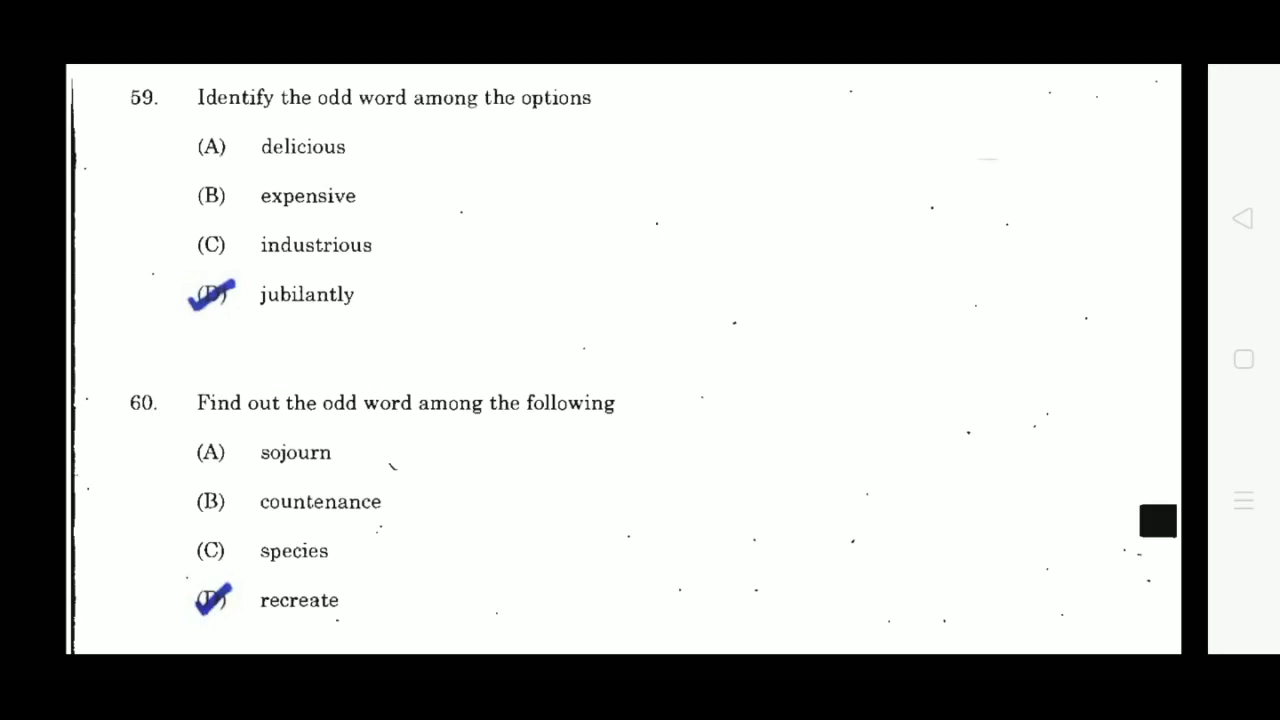 59. Identify the odd word among the options
(A) delicious
(B) expensive
(C) industrious
(D) jubilantly
60. Find out the odd word among the following
(A) sojourn
(B) countenance
(C) species
(D) recreate